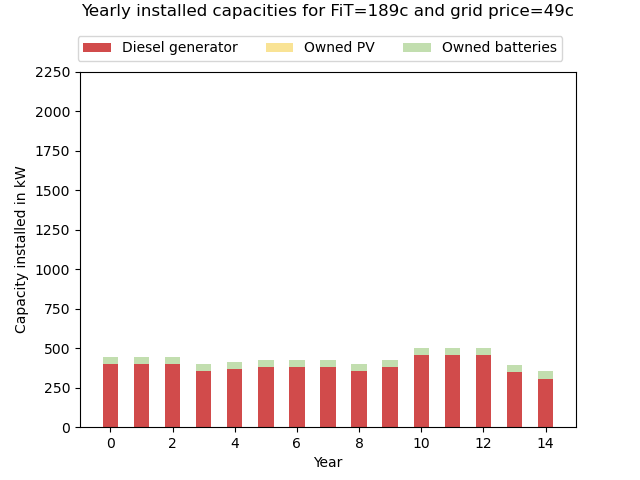 Yearly installed capacities for FiT=189c and grid price=49c
Diesel generator Owned PV Owned batteries
2250
2000
1750
1500
1250
1000
750
500
250
0
Capacity installed in kW
0 2 4 6 8 10 12 14
Year